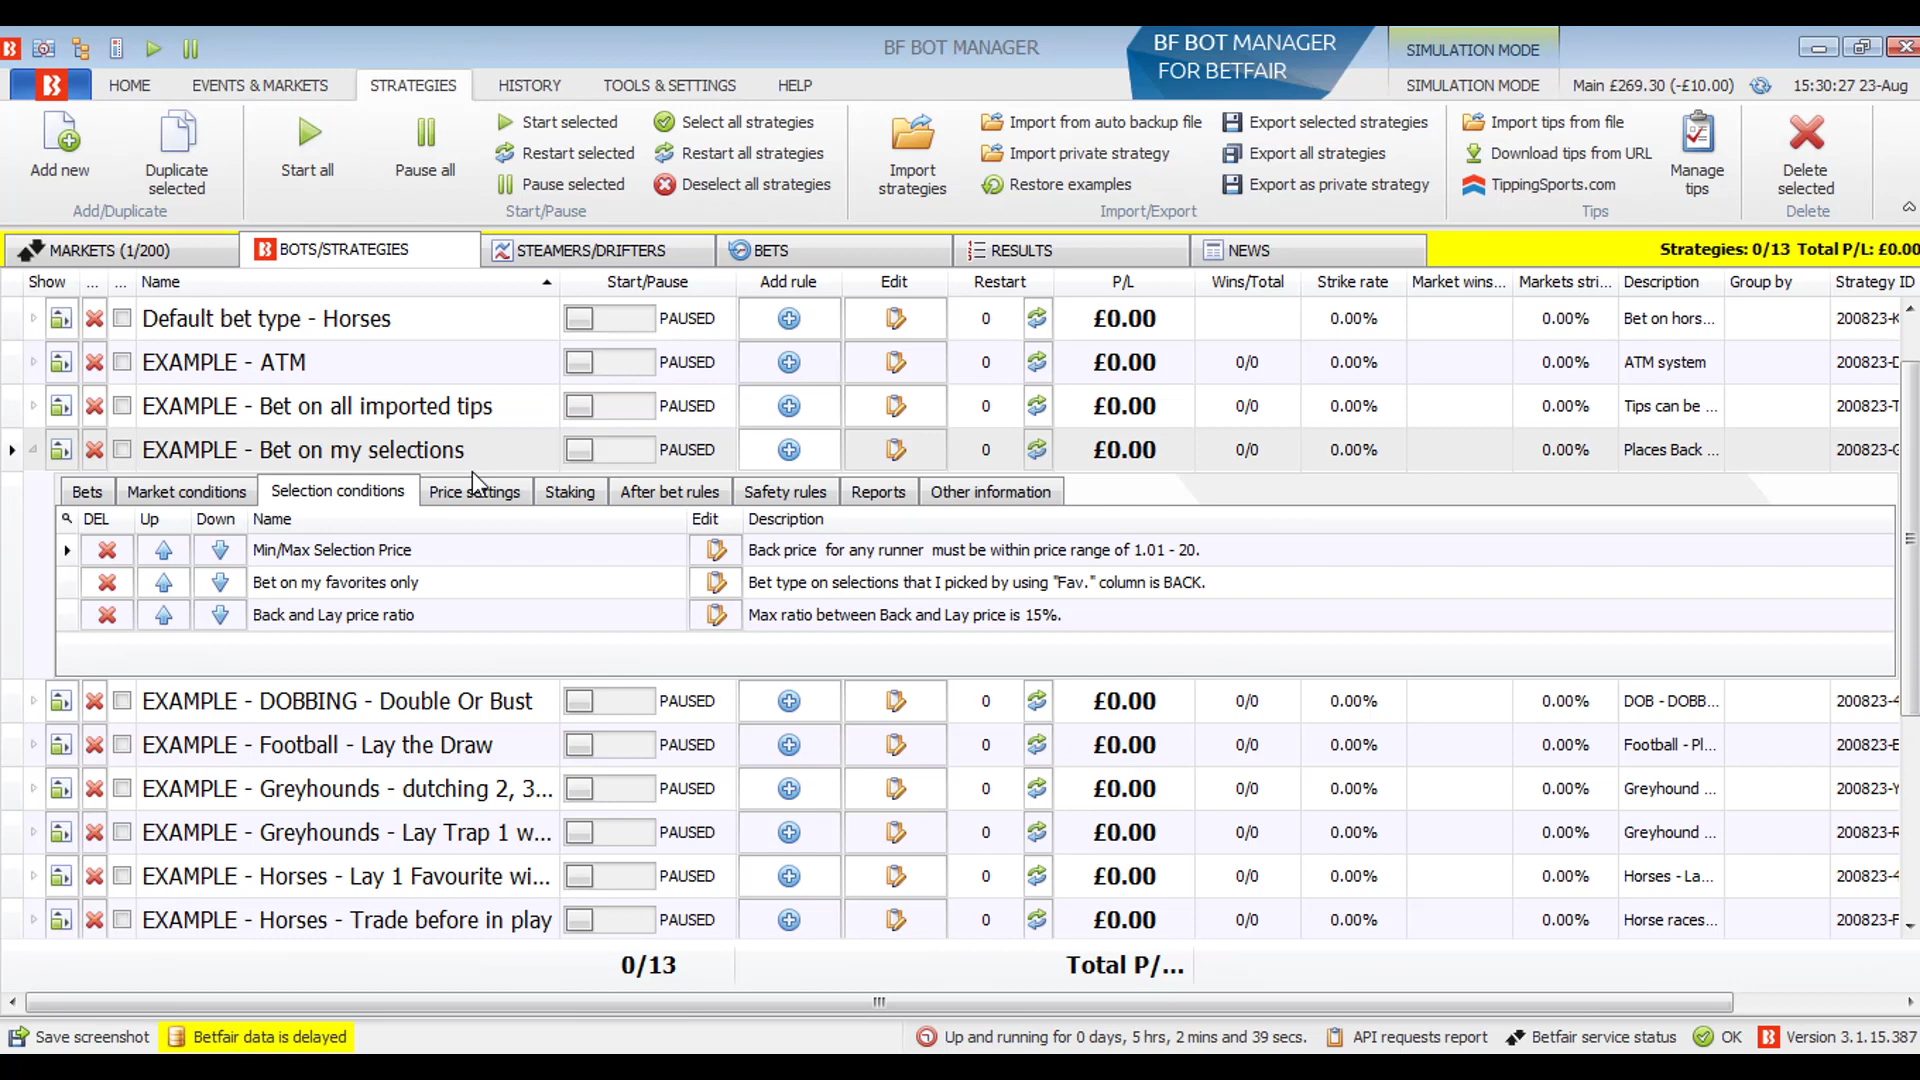 BF BOT MANAGER
BF BOT MANAGER
FOR BETFAIR
SIMULATION MODE
HOME
EVENTS & MARKETS
STRATEGIES
HISTORY
TOOLS & SETTINGS
HELP
SIMULATION MODE
Main £269.30 (-£10.00)
15:30:27 23-Aug
Add new
Duplicate
selected
Add/Duplicate
Start all
Pause all
Start selected
Restart selected
Pause selected
Select all strategies
Restart all strategies
Deselect all strategies
Start/Pause
Import
strategies
Import from auto backup file
Import private strategy
Restore examples
Export selected strategies
Export all strategies
Export as private strategy
Import/Export
Import tips from file
Download tips from URL
TippingSports.com
Manage
tips
Tips
Delete
selected
Delete
MARKETS (1/200)
BOTS/STRATEGIES
STEAMERS/DRIFTERS
BETS
RESULTS
NEWS
Strategies: 0/13 Total P/L: £0.00
Show ... ... Name Start/Pause Add rule Edit Restart P/L Wins/Total Strike rate Market wins... Markets stri... Description Group by Strategy ID
Default bet type - Horses PAUSED 0 £0.00 0.00% 0.00% Bet on hors... 200823-K
EXAMPLE - ATM PAUSED 0 £0.00 0/0 0.00% 0.00% ATM system 200823-D
EXAMPLE - Bet on all imported tips PAUSED 0 £0.00 0/0 0.00% 0.00% Tips can be ... 200823-T
EXAMPLE - Bet on my selections PAUSED 0 £0.00 0/0 0.00% 0.00% Places Back ... 200823-G
Bets Market conditions Selection conditions Price settings Staking After bet rules Safety rules Reports Other information
DEL Up Down Name Edit Description
Min/Max Selection Price Back price for any runner must be within price range of 1.01 - 20.
Bet on my favorites only Bet type on selections that I picked by using "Fav." column is BACK.
Back and Lay price ratio Max ratio between Back and Lay price is 15%.
EXAMPLE - DOBBING - Double Or Bust PAUSED 0 £0.00 0/0 0.00% 0.00% DOB - DOBB... 200823-4
EXAMPLE - Football - Lay the Draw PAUSED 0 £0.00 0/0 0.00% 0.00% Football - Pl... 200823-E
EXAMPLE - Greyhounds - dutching 2, 3... PAUSED 0 £0.00 0/0 0.00% 0.00% Greyhound ... 200823-Y
EXAMPLE - Greyhounds - Lay Trap 1 w... PAUSED 0 £0.00 0/0 0.00% 0.00% Greyhound ... 200823-R
EXAMPLE - Horses - Lay 1 Favourite wi... PAUSED 0 £0.00 0/0 0.00% 0.00% Horses - La... 200823-4
EXAMPLE - Horses - Trade before in play PAUSED 0 £0.00 0/0 0.00% 0.00% Horse races... 200823-F
0/13 Total P/...
Save screenshot
Betfair data is delayed
Up and running for 0 days, 5 hrs, 2 mins and 39 secs.
API requests report
Betfair service status
OK
Version 3.1.15.387